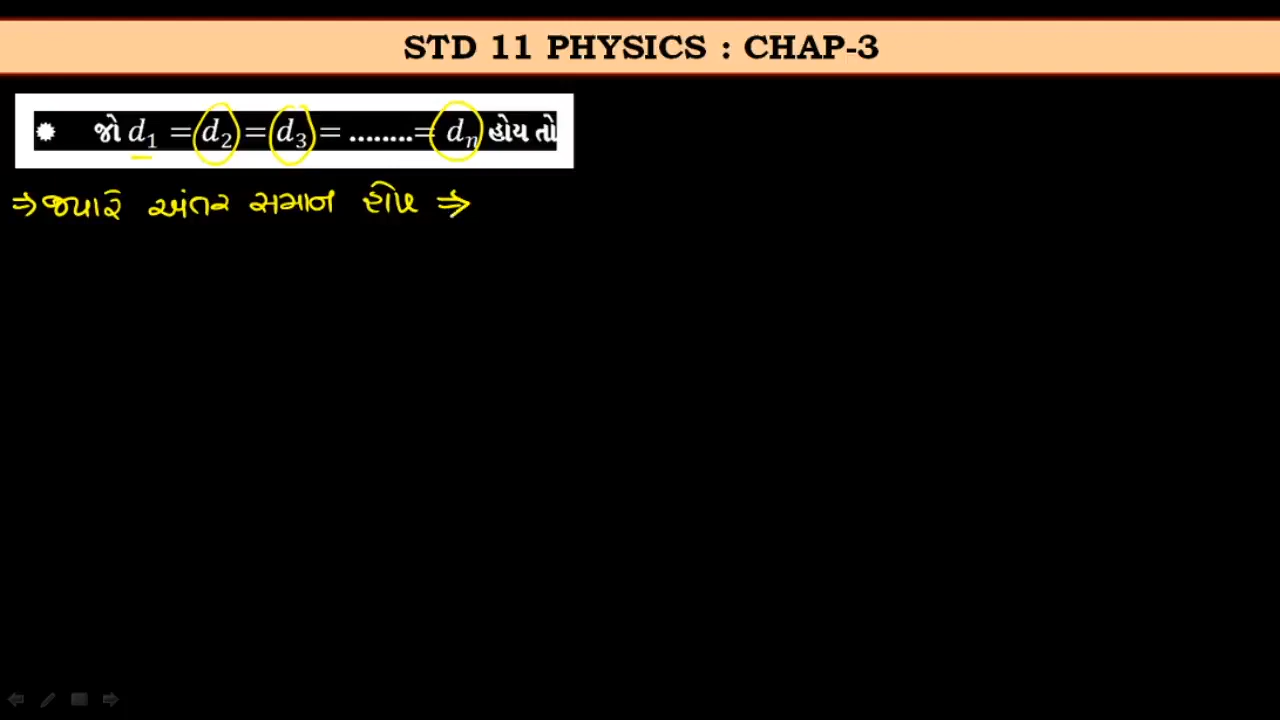 STD 11 PHYSICS : CHAP-3
✹ જો d₁ = d₂ = d₃ = ........= dₙ હોય તો
⇒ જ્યારે અંતર સમાન હોય ⇒